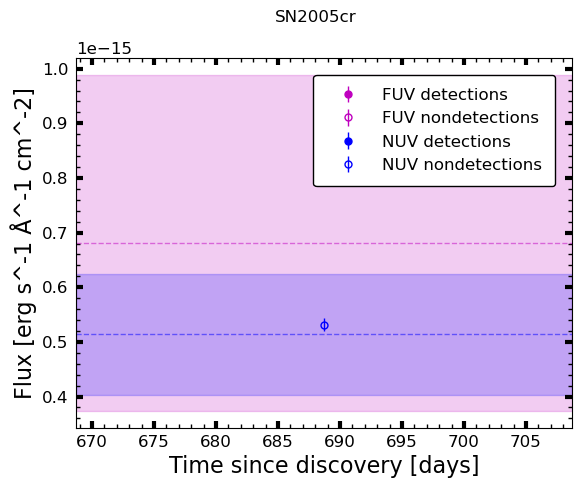 SN2005cr
1e−15
1.0
0.9
0.8
0.7
0.6
0.5
0.4
Flux [erg s^-1 Å^-1 cm^-2]
FUV detections
FUV nondetections
NUV detections
NUV nondetections
670 675 680 685 690 695 700 705
Time since discovery [days]